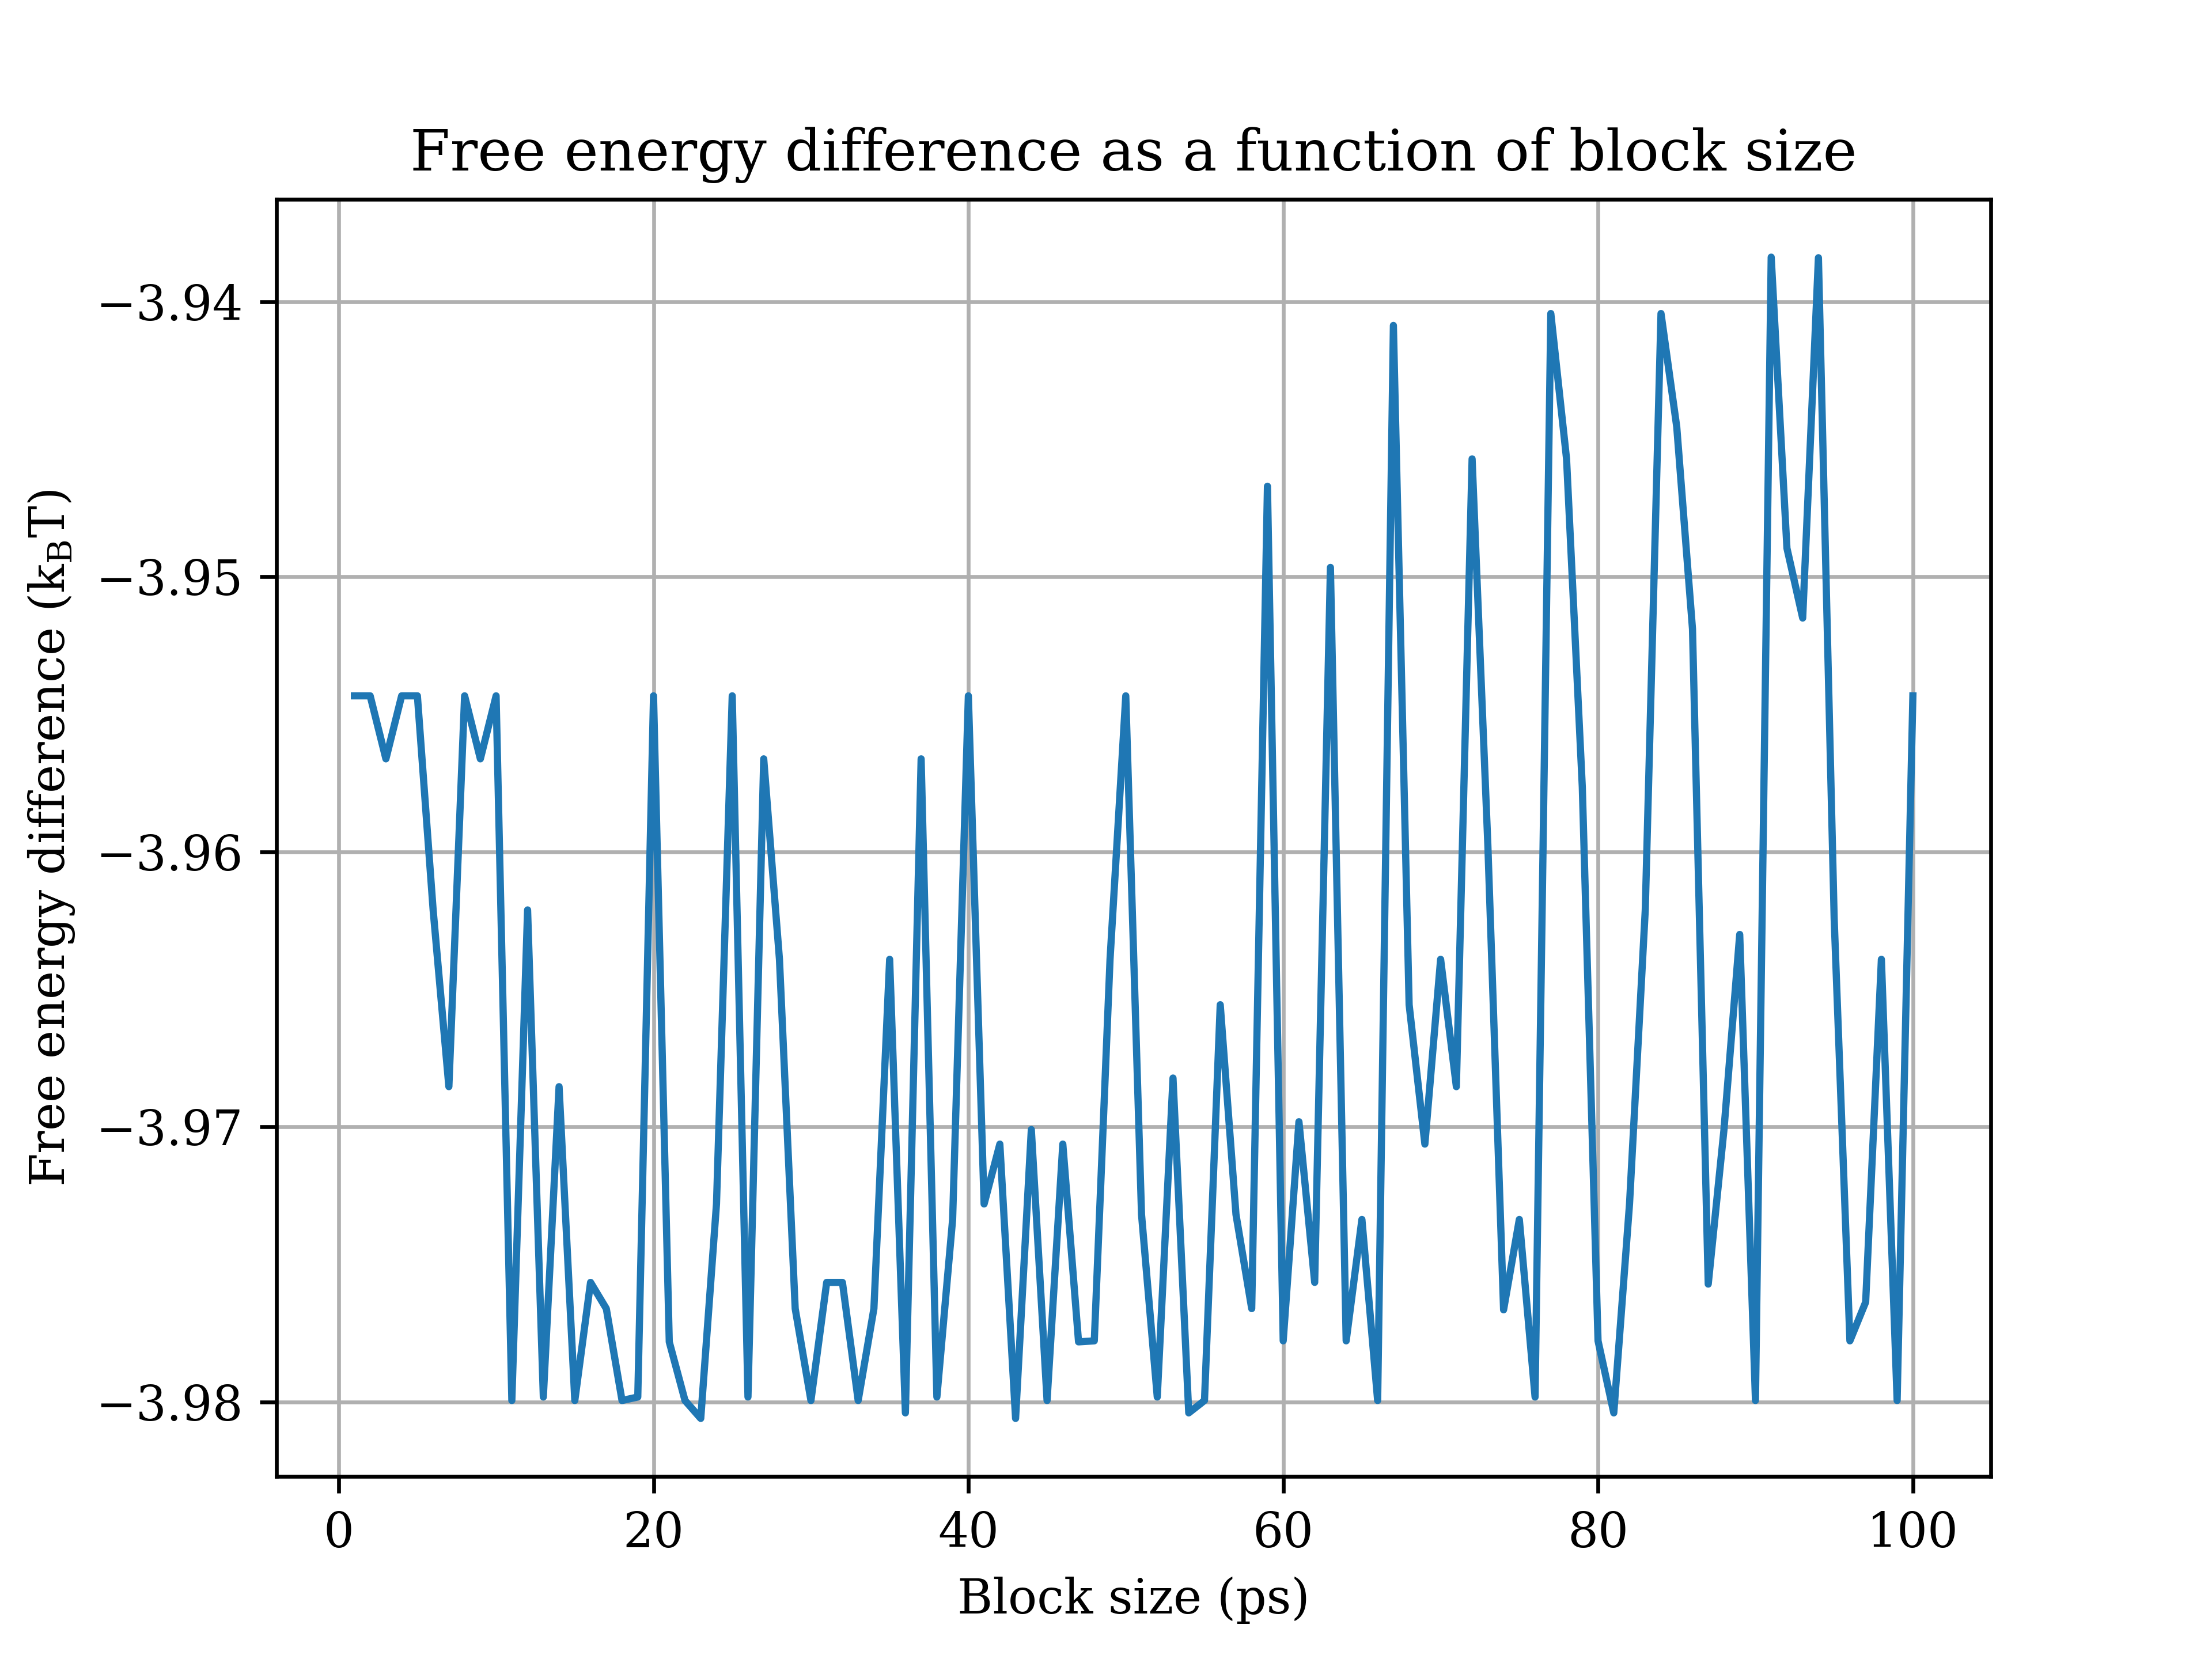 Free energy difference as a function of block size
Free energy difference (k_BT)
−3.94
−3.95
−3.96
−3.97
−3.98
0 20 40 60 80 100
Block size (ps)